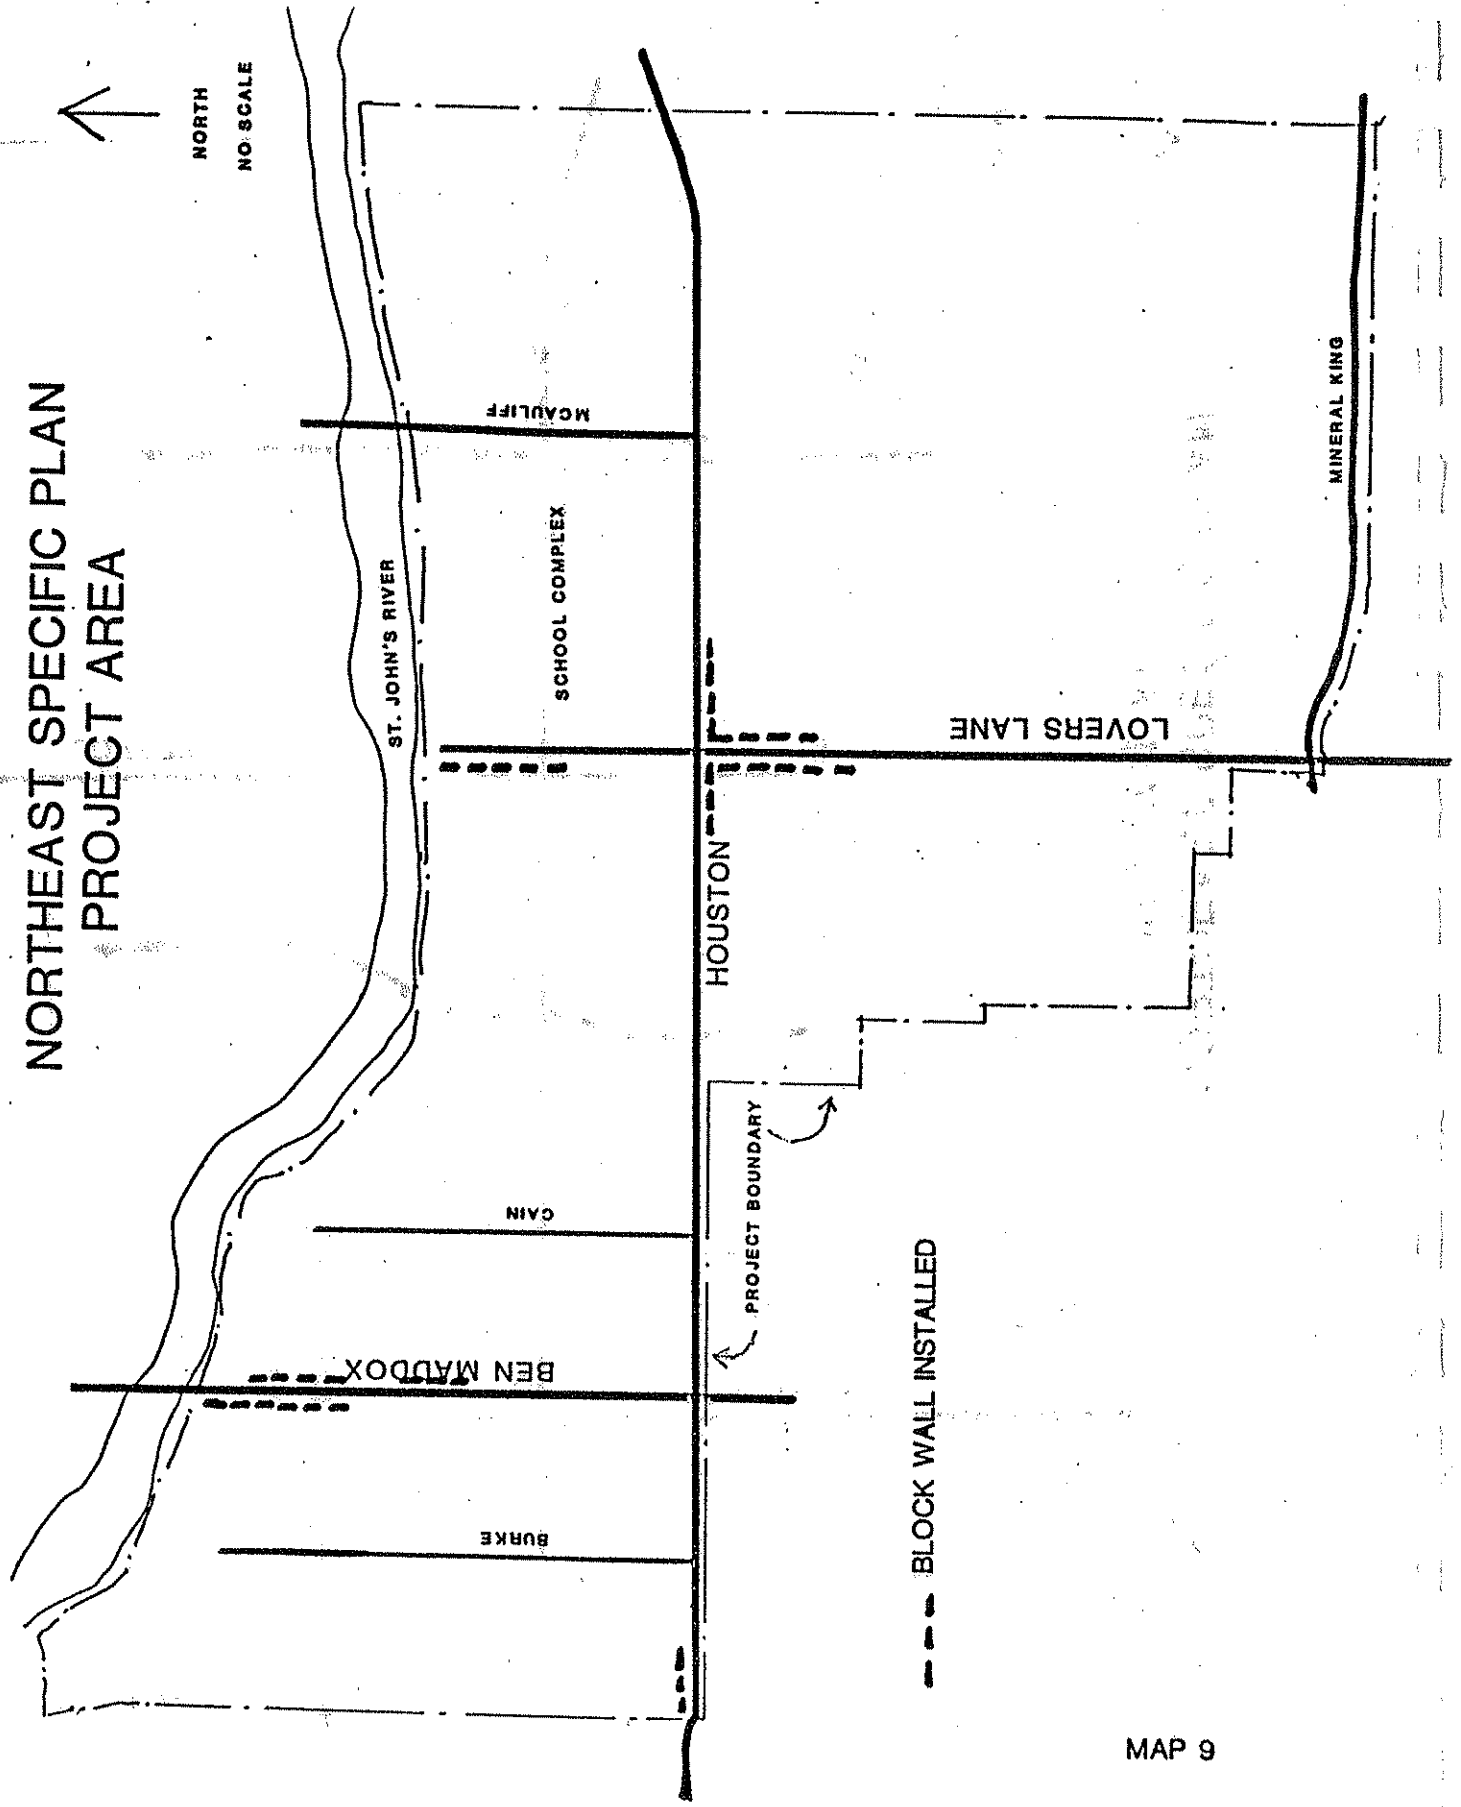 NORTHEAST SPECIFIC PLAN
PROJECT AREA
NORTH
NO SCALE
ST. JOHN'S RIVER
MCAULIFF
SCHOOL COMPLEX
LOVERS LANE
MINERAL KING
HOUSTON
PROJECT BOUNDARY
CAIN
BEN MADDOX
BURKE
BLOCK WALL INSTALLED
MAP 9